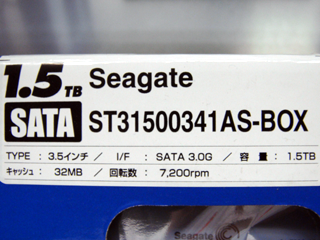 1.5TB Seagate
SATA ST31500341AS-BOX
TYPE : 3.5インチ / I/F : SATA 3.0G / 容量 : 1.5TB
キャッシュ : 32MB / 回転数 : 7,200rpm
Seagate